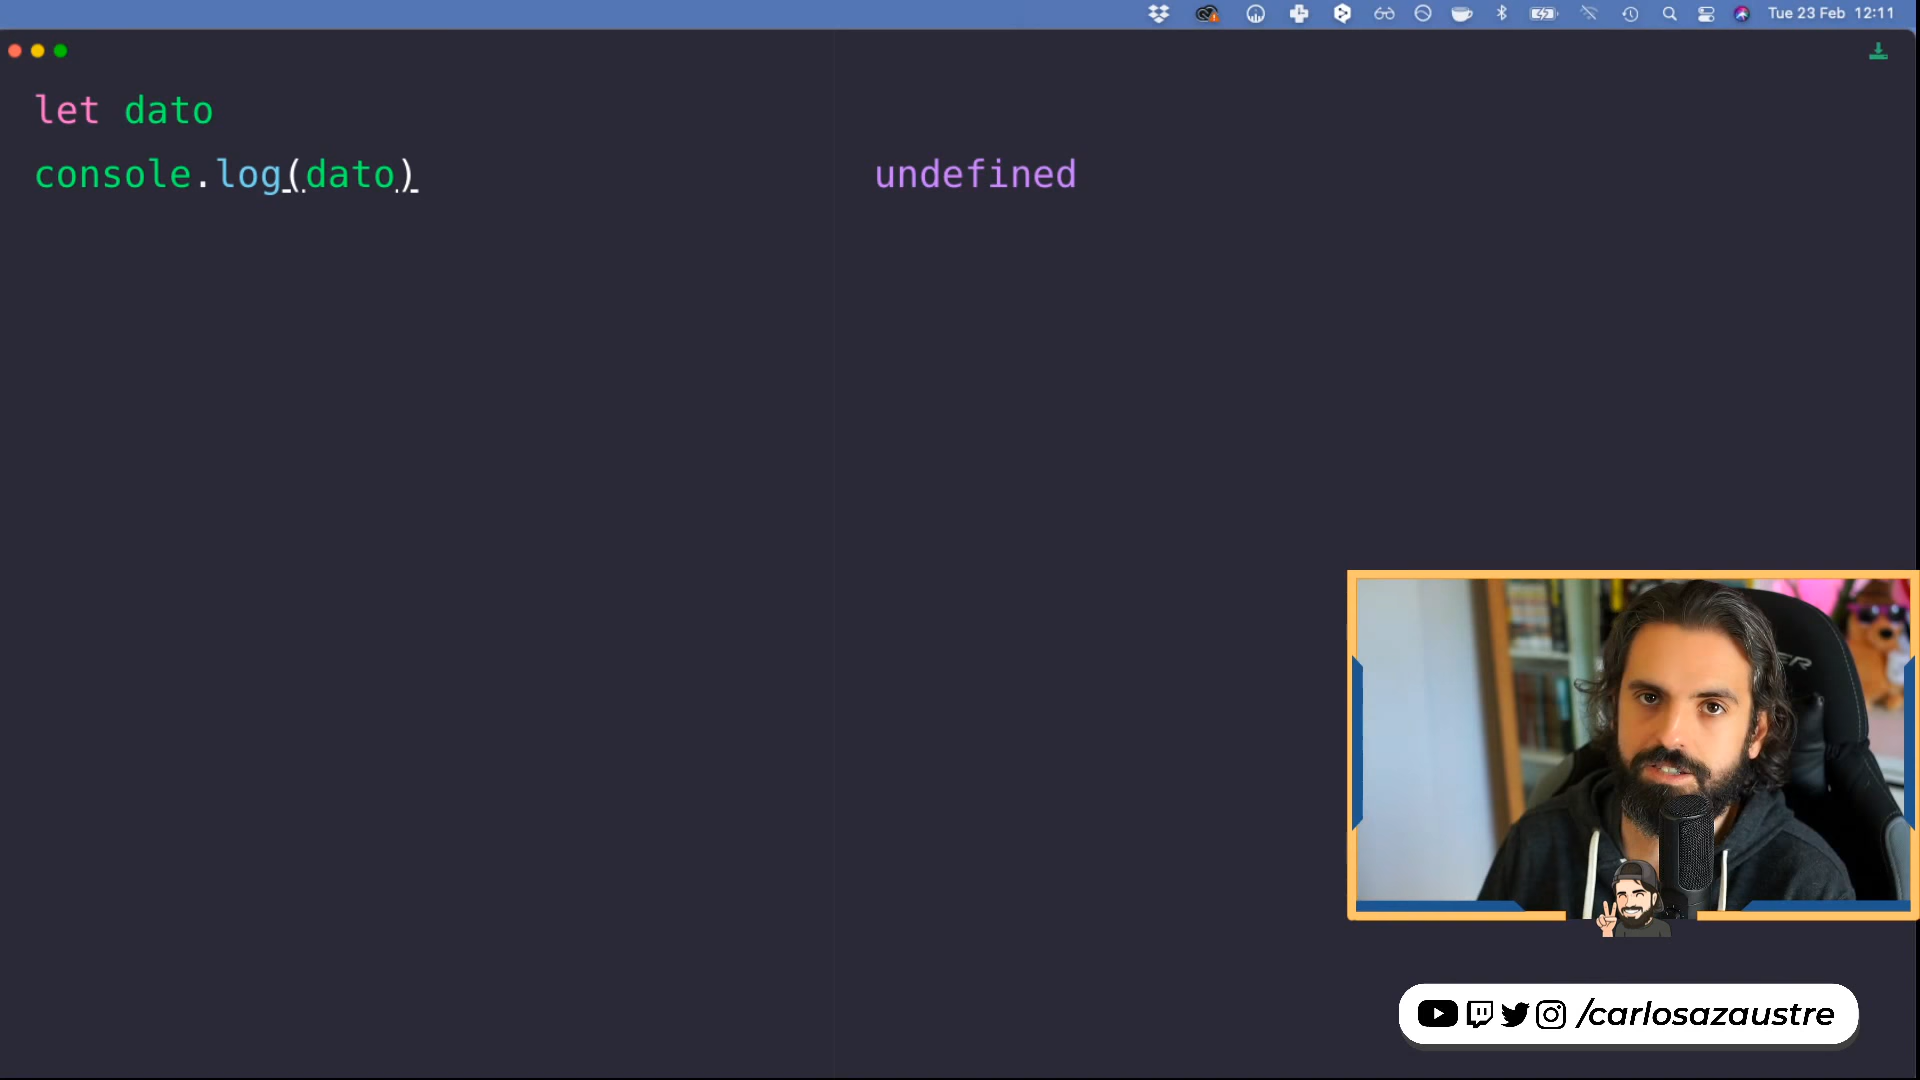 Tue 23 Feb 12:11
let dato
console.log(dato)
undefined
/carlosazaustre